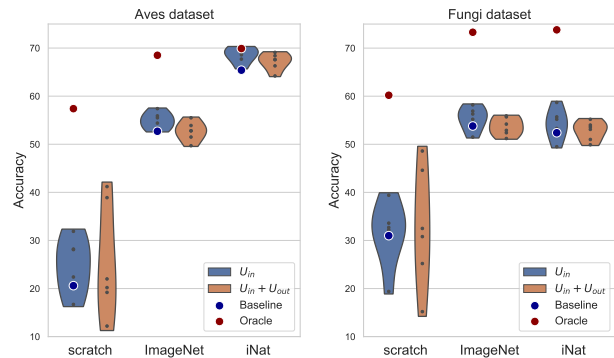 Aves dataset
Accuracy
70
60
50
40
30
20
10
scratch
ImageNet
iNat
U_in
U_in + U_out
Baseline
Oracle
Fungi dataset
Accuracy
70
60
50
40
30
20
10
scratch
ImageNet
iNat
U_in
U_in + U_out
Baseline
Oracle